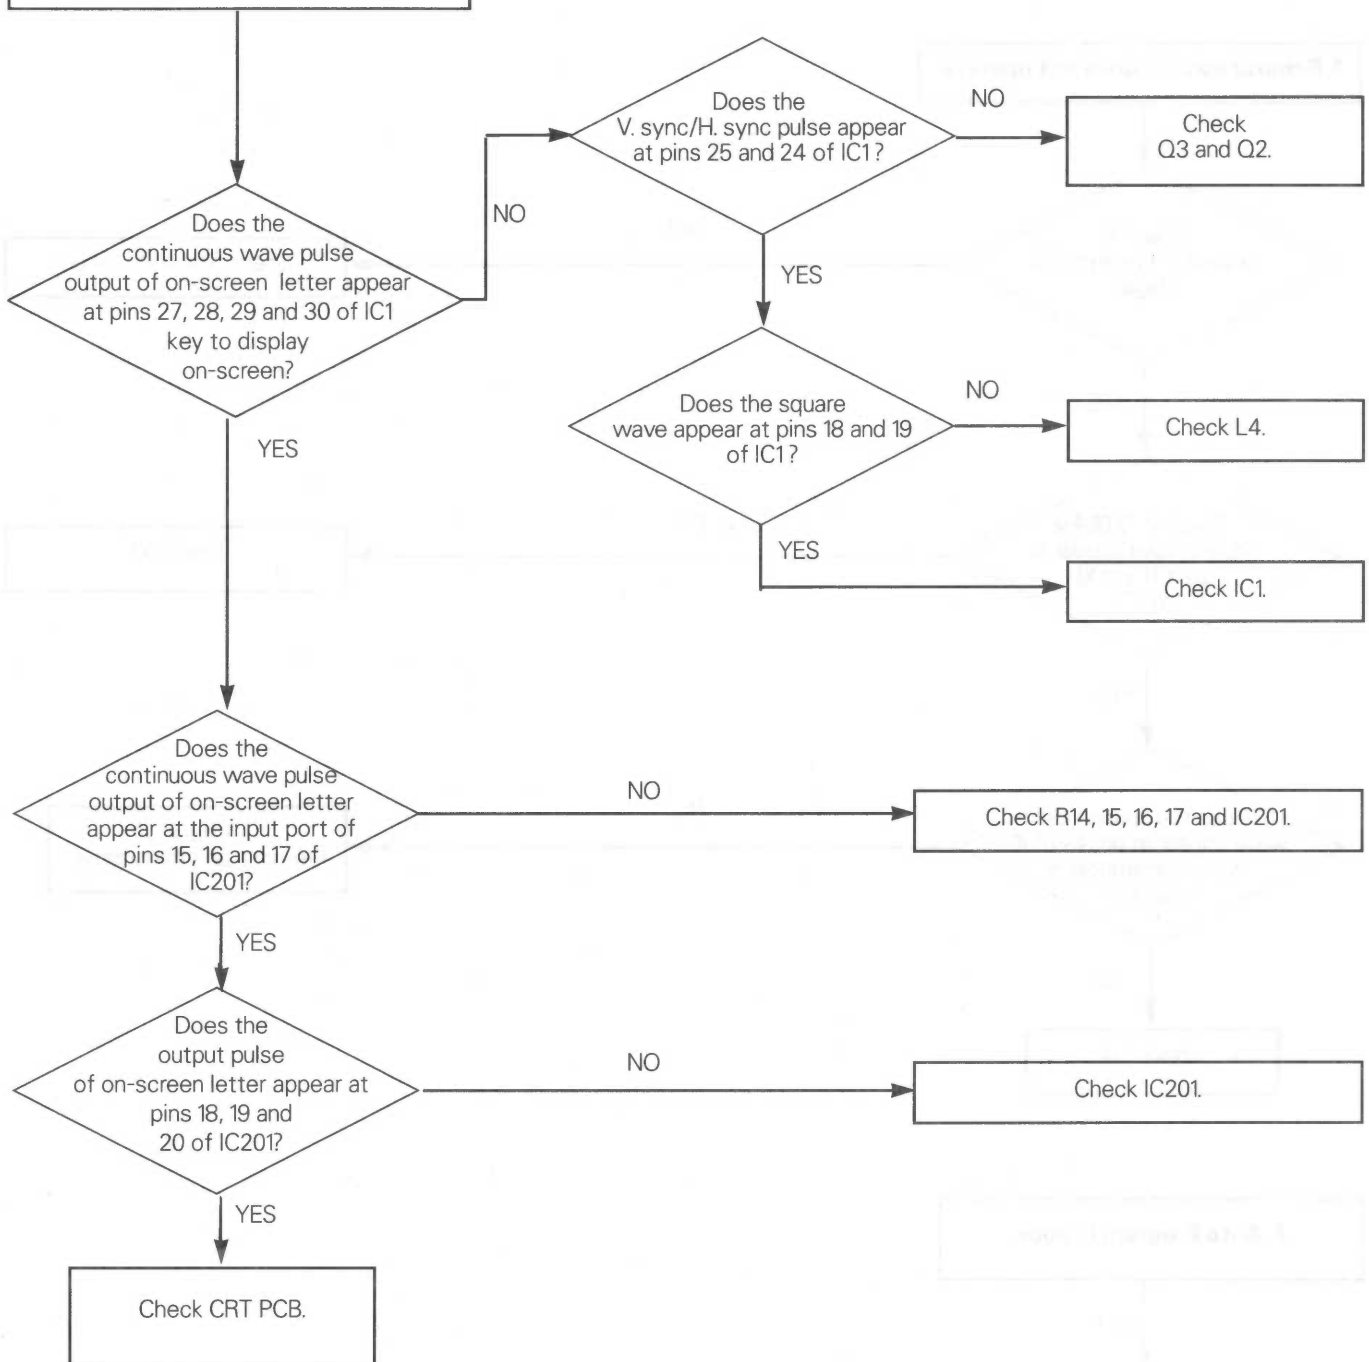 Does the
continuous wave pulse
output of on-screen letter appear
at pins 27, 28, 29 and 30 of IC1
key to display
on-screen?
NO
YES
Does the
V. sync/H. sync pulse appear
at pins 25 and 24 of IC1?
NO
Check
Q3 and Q2.
YES
Does the square
wave appear at pins 18 and 19
of IC1?
NO
Check L4.
YES
Check IC1.
Does the
continuous wave pulse
output of on-screen letter
appear at the input port of
pins 15, 16 and 17 of
IC201?
NO
Check R14, 15, 16, 17 and IC201.
YES
Does the
output pulse
of on-screen letter appear at
pins 18, 19 and
20 of IC201?
NO
Check IC201.
YES
Check CRT PCB.